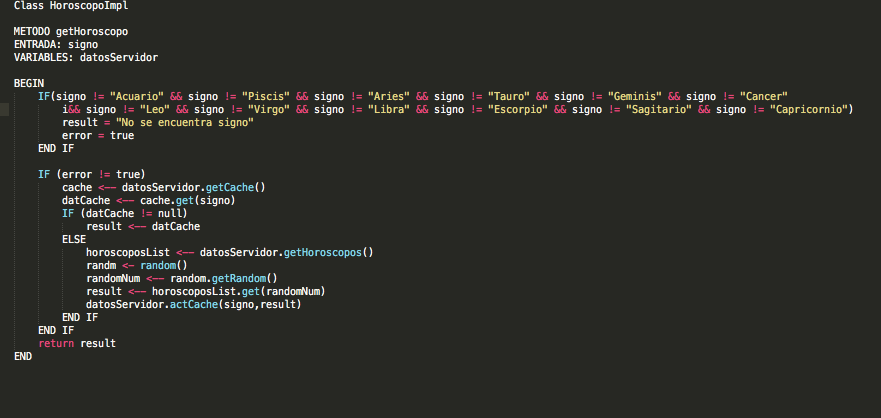 Class HoroscopoImpl
METODO getHoroscopo
ENTRADA: signo
VARIABLES: datosServidor
BEGIN
IF(signo != "Acuario" && signo != "Piscis" && signo != "Aries" && signo != "Tauro" && signo != "Geminis" && signo != "Cancer"
i&& signo != "Leo" && signo != "Virgo" && signo != "Libra" && signo != "Escorpio" && signo != "Sagitario" && signo != "Capricornio")
result = "No se encuentra signo"
error = true
END IF
IF (error != true)
cache <-- datosServidor.getCache()
datCache <-- cache.get(signo)
IF (datCache != null)
result <-- datCache
ELSE
horoscoposList <-- datosServidor.getHoroscopos()
randm <- random()
randomNum <-- random.getRandom()
result <-- horoscoposList.get(randomNum)
datosServidor.actCache(signo,result)
END IF
END IF
return result
END